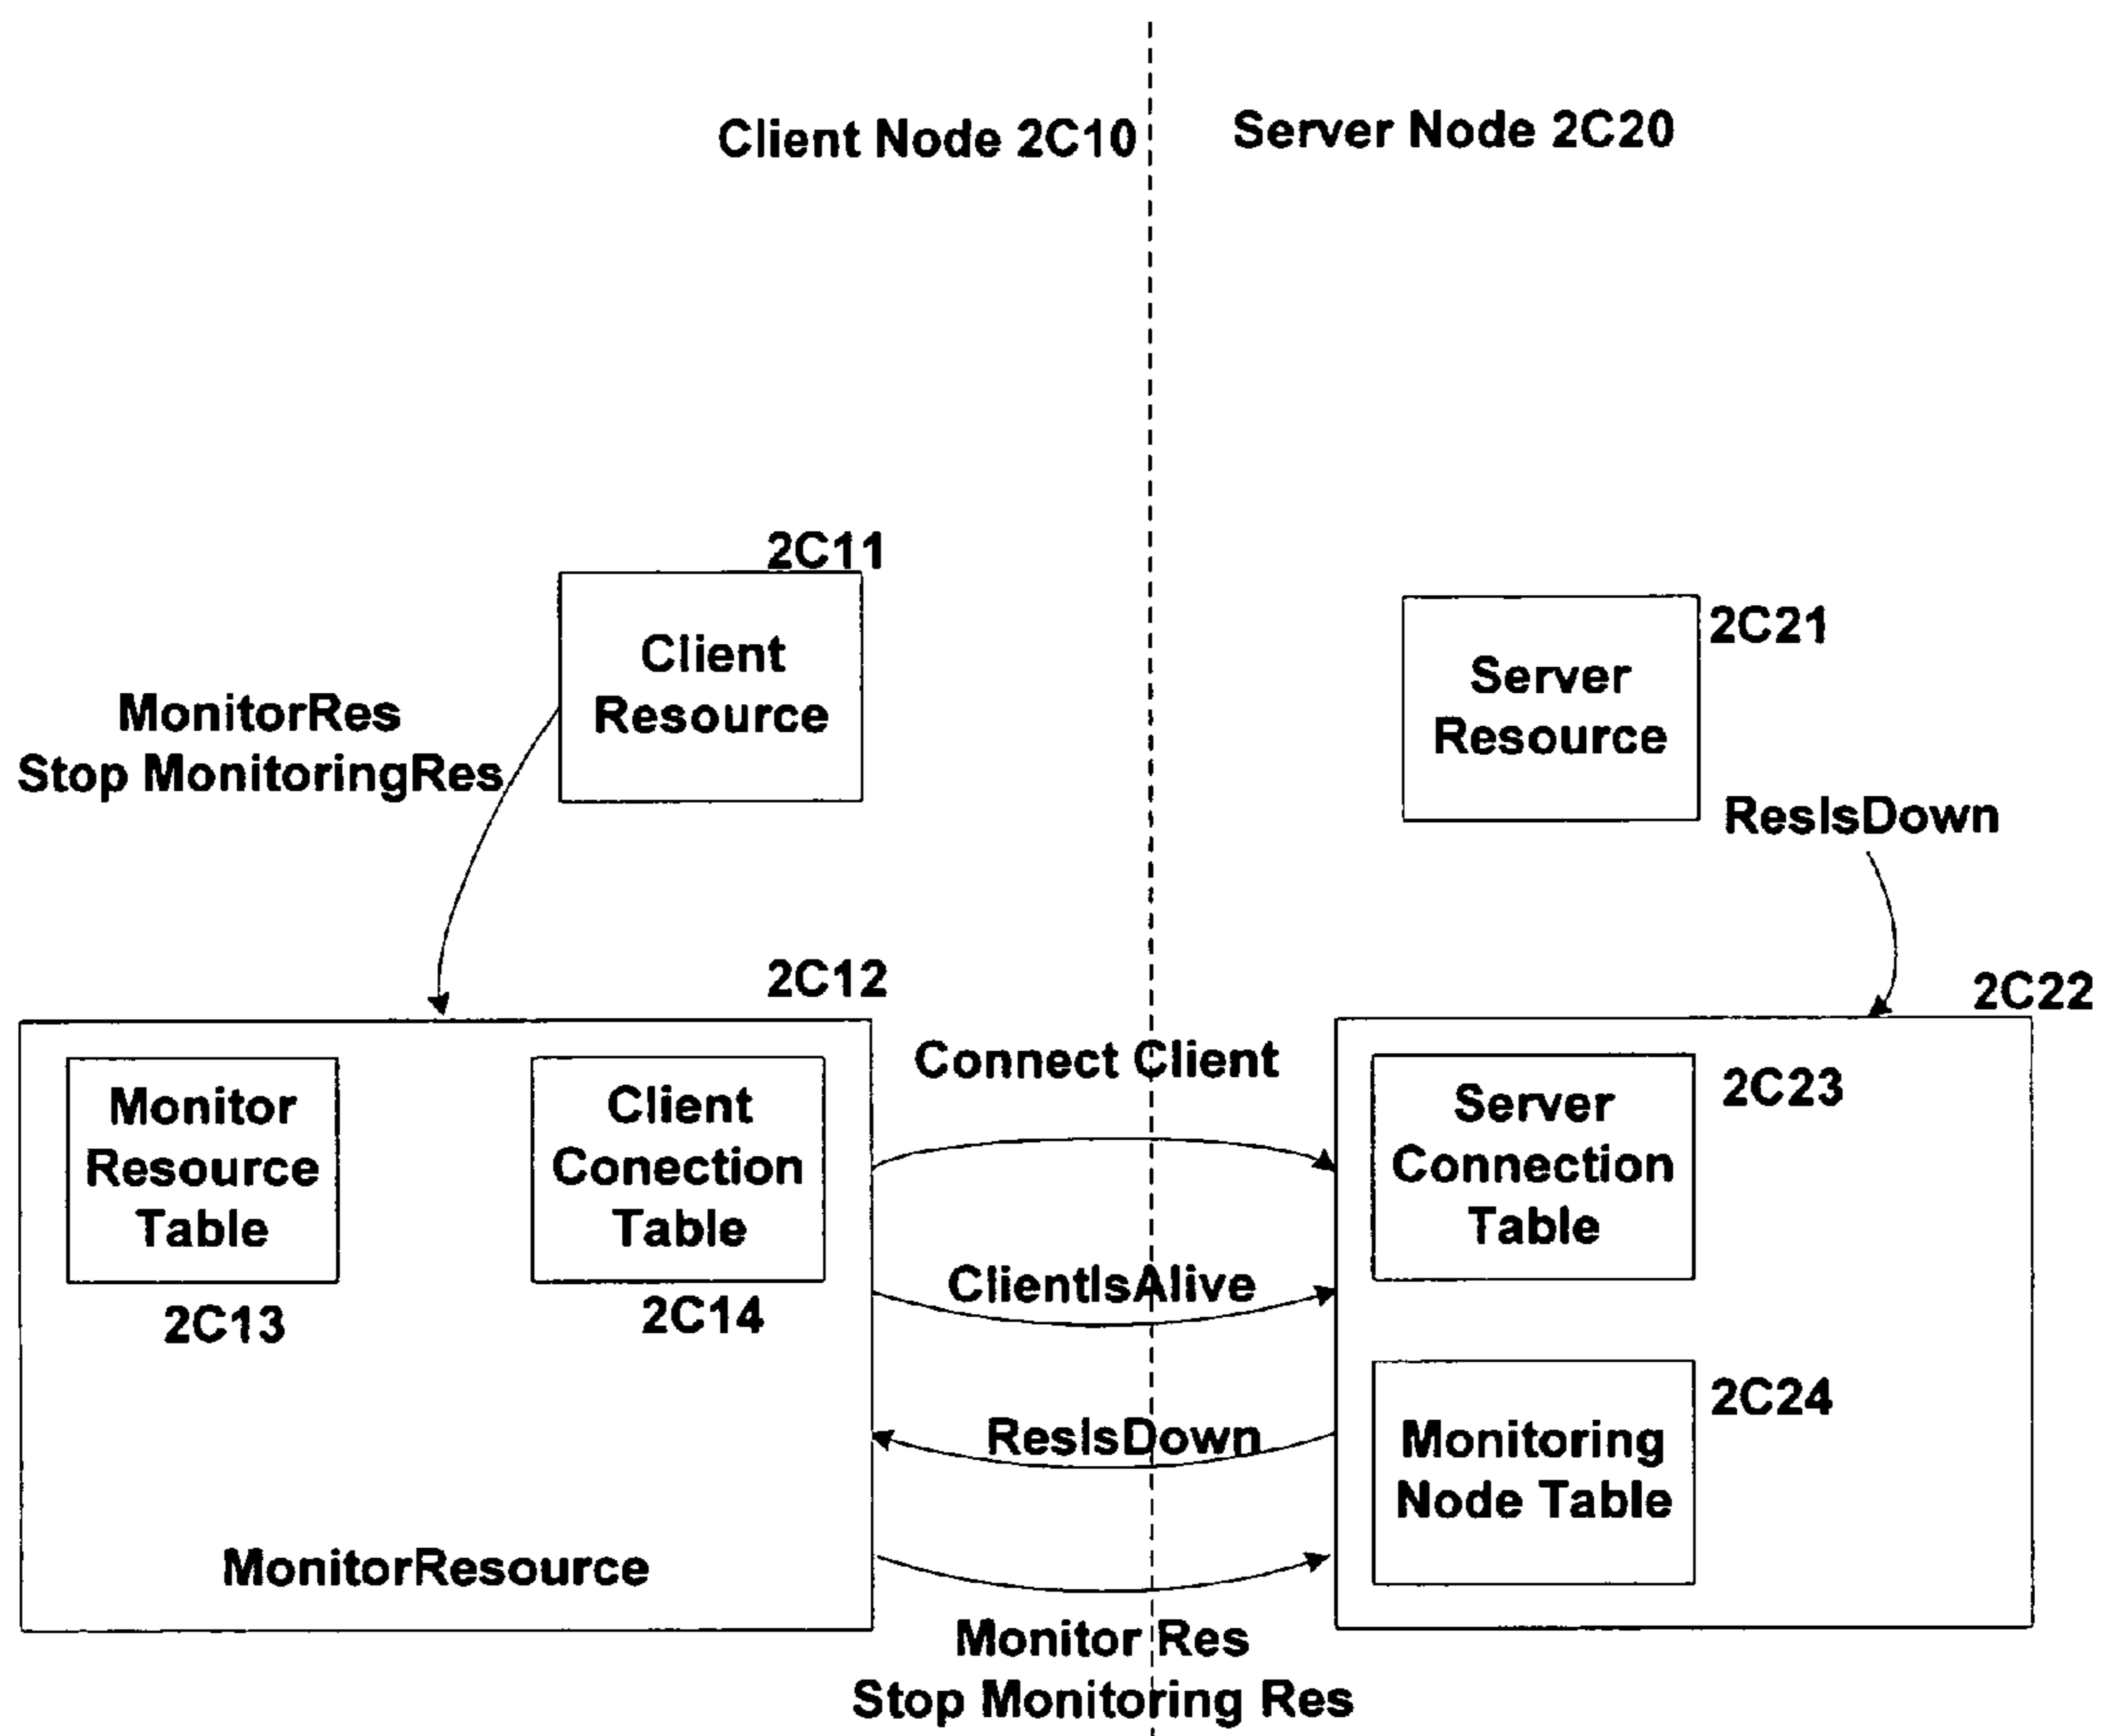 Client Node 2C10
Server Node 2C20
2C11
Client
Resource
MonitorRes
Stop MonitoringRes
2C21
Server
Resource
ResIsDown
2C12
2C22
Monitor
Resource
Table
2C13
Client
Conection
Table
2C14
MonitorResource
Connect Client
ClientIsAlive
ResIsDown
Monitor Res
Stop Monitoring Res
Server
Connection
Table
2C23
Monitoring
Node Table
2C24